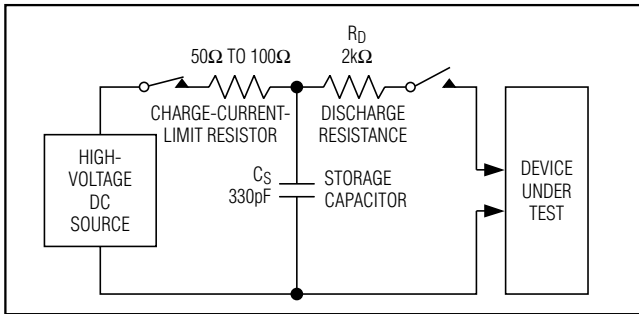 R_D
50Ω TO 100Ω
2kΩ
CHARGE-CURRENT-
LIMIT RESISTOR
DISCHARGE
RESISTANCE
HIGH-
VOLTAGE
DC
SOURCE
C_S
330pF
STORAGE
CAPACITOR
DEVICE
UNDER
TEST